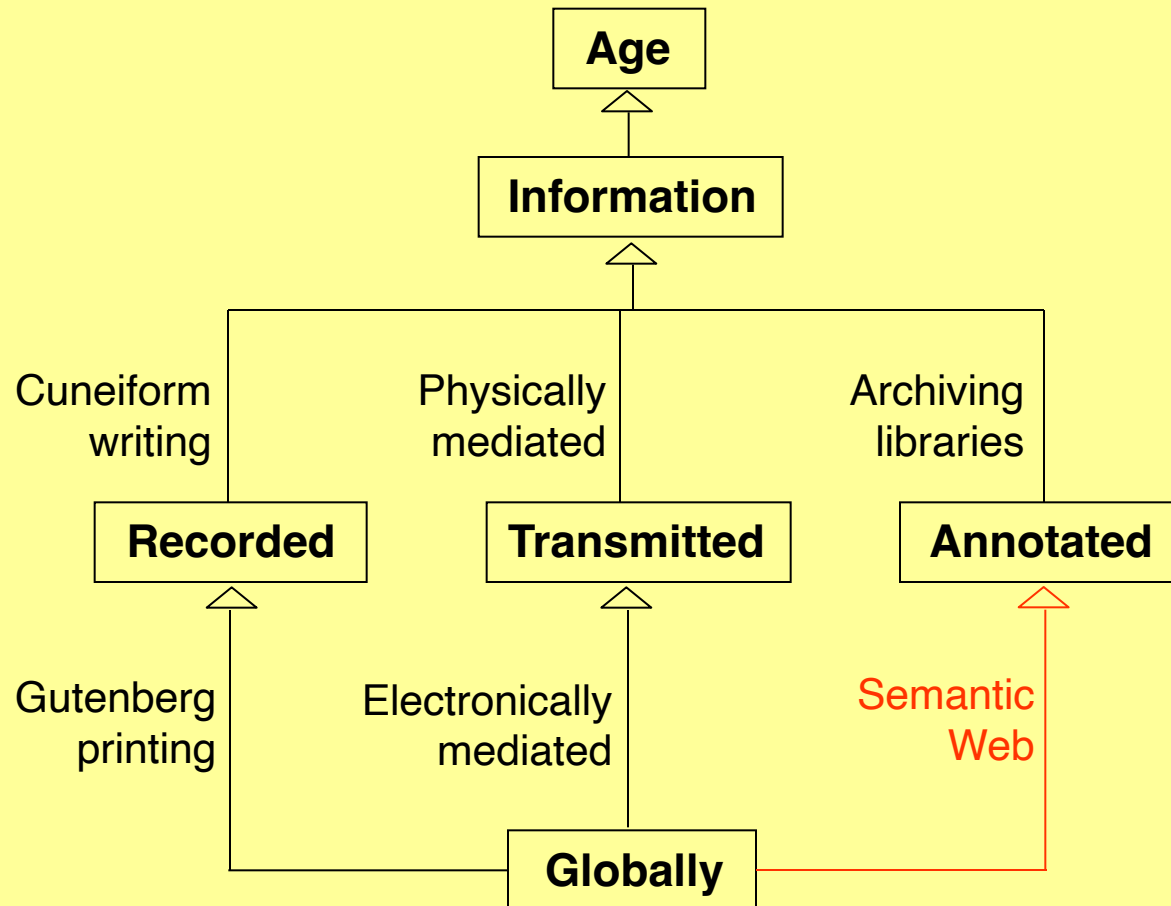 Age
Information
Cuneiform
writing
Physically
mediated
Archiving
libraries
Recorded
Transmitted
Annotated
Gutenberg
printing
Electronically
mediated
Semantic
Web
Globally